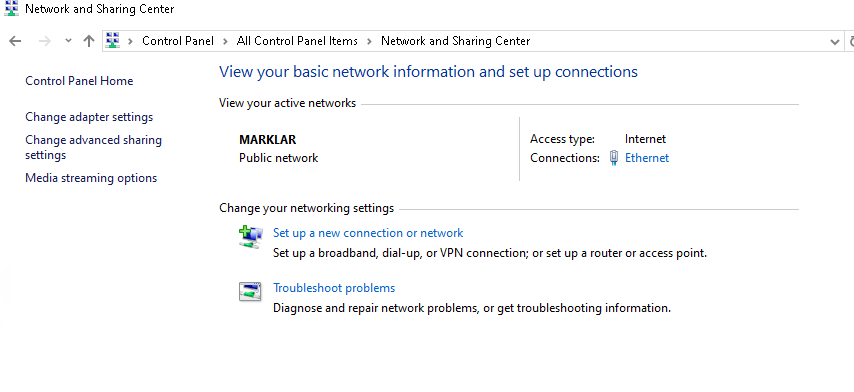 Network and Sharing Center
Control Panel > All Control Panel Items > Network and Sharing Center
Control Panel Home
Change adapter settings
Change advanced sharing
settings
Media streaming options
View your basic network information and set up connections
View your active networks
MARKLAR
Public network
Access type: Internet
Connections: Ethernet
Change your networking settings
Set up a new connection or network
Set up a broadband, dial-up, or VPN connection; or set up a router or access point.
Troubleshoot problems
Diagnose and repair network problems, or get troubleshooting information.